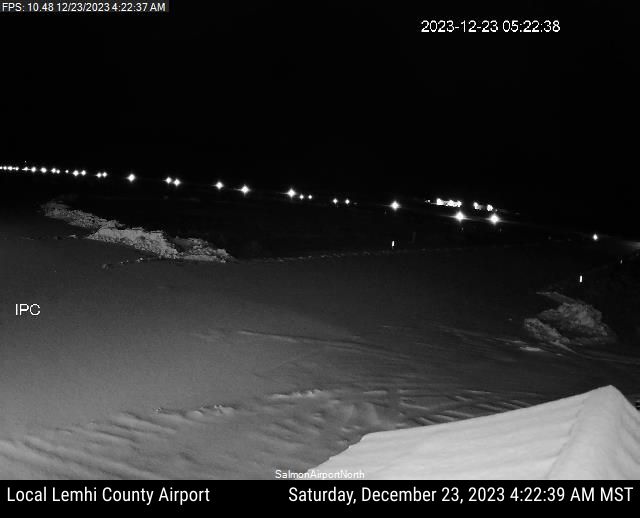 FPS: 10.48 12/23/2023 4:22:37 AM
2023-12-23 05:22:38
IPC
SalmonAirportNorth
Local Lemhi County Airport Saturday, December 23, 2023 4:22:39 AM MST